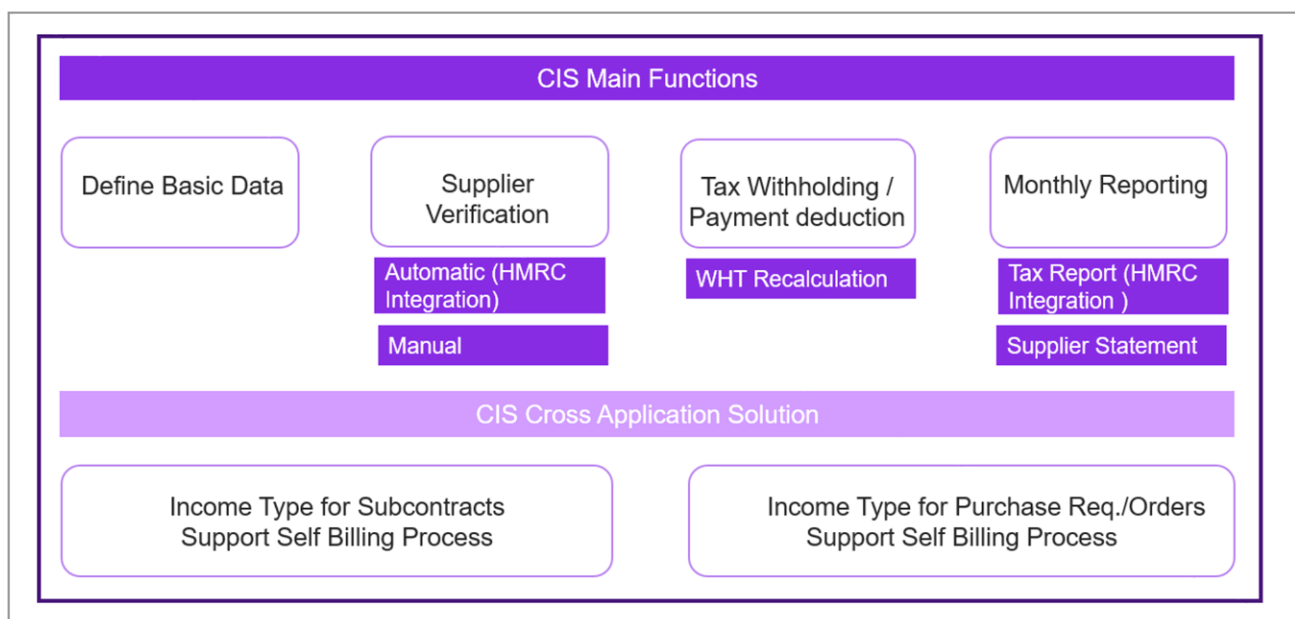 CIS Main Functions
Define Basic Data
Supplier
Verification
Automatic (HMRC
Integration)
Manual
Tax Withholding /
Payment deduction
WHT Recalculation
Monthly Reporting
Tax Report (HMRC
Integration )
Supplier Statement
CIS Cross Application Solution
Income Type for Subcontracts
Support Self Billing Process
Income Type for Purchase Req./Orders
Support Self Billing Process